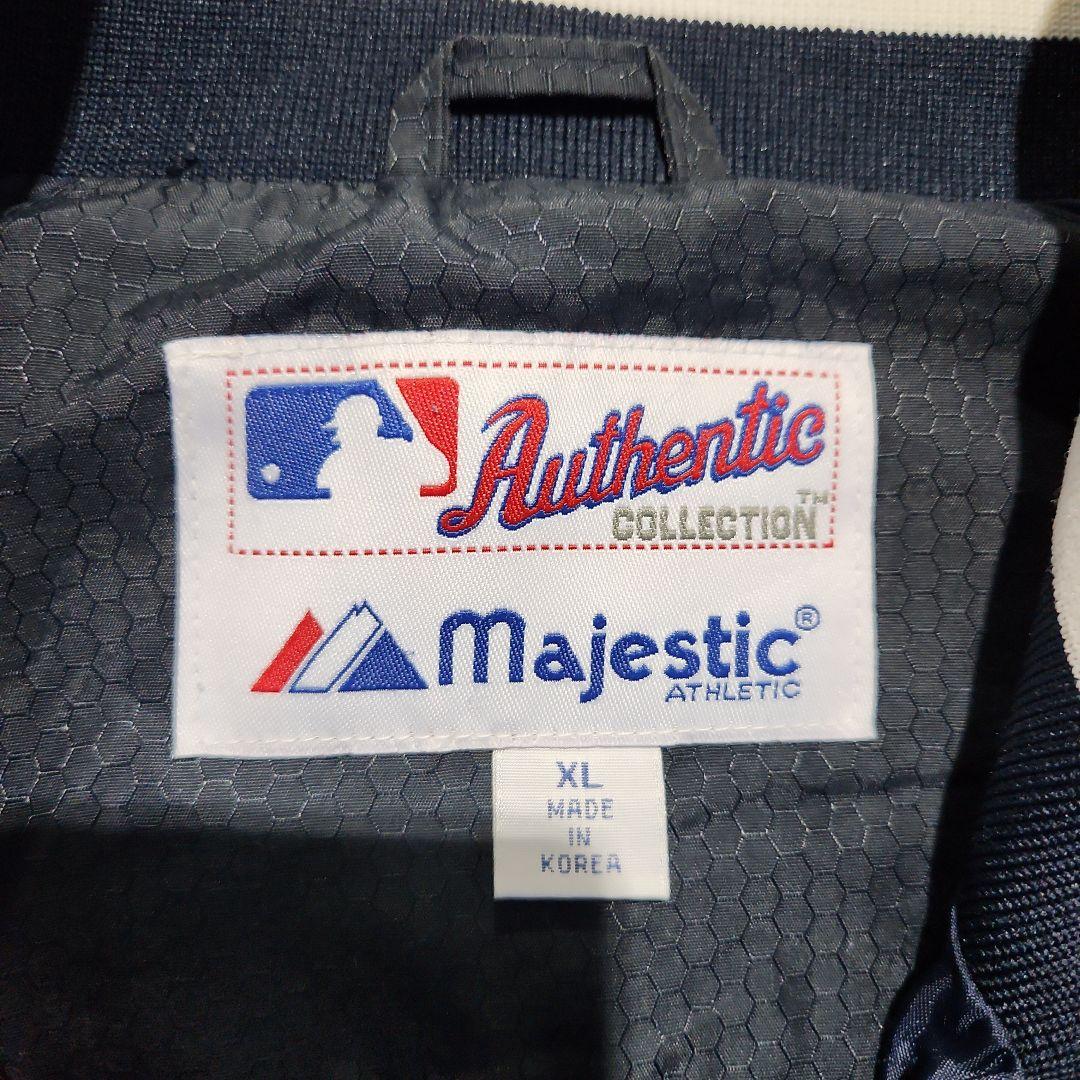 Authentic
COLLECTION™
Majestic®
ATHLETIC
XL
MADE
IN
KOREA